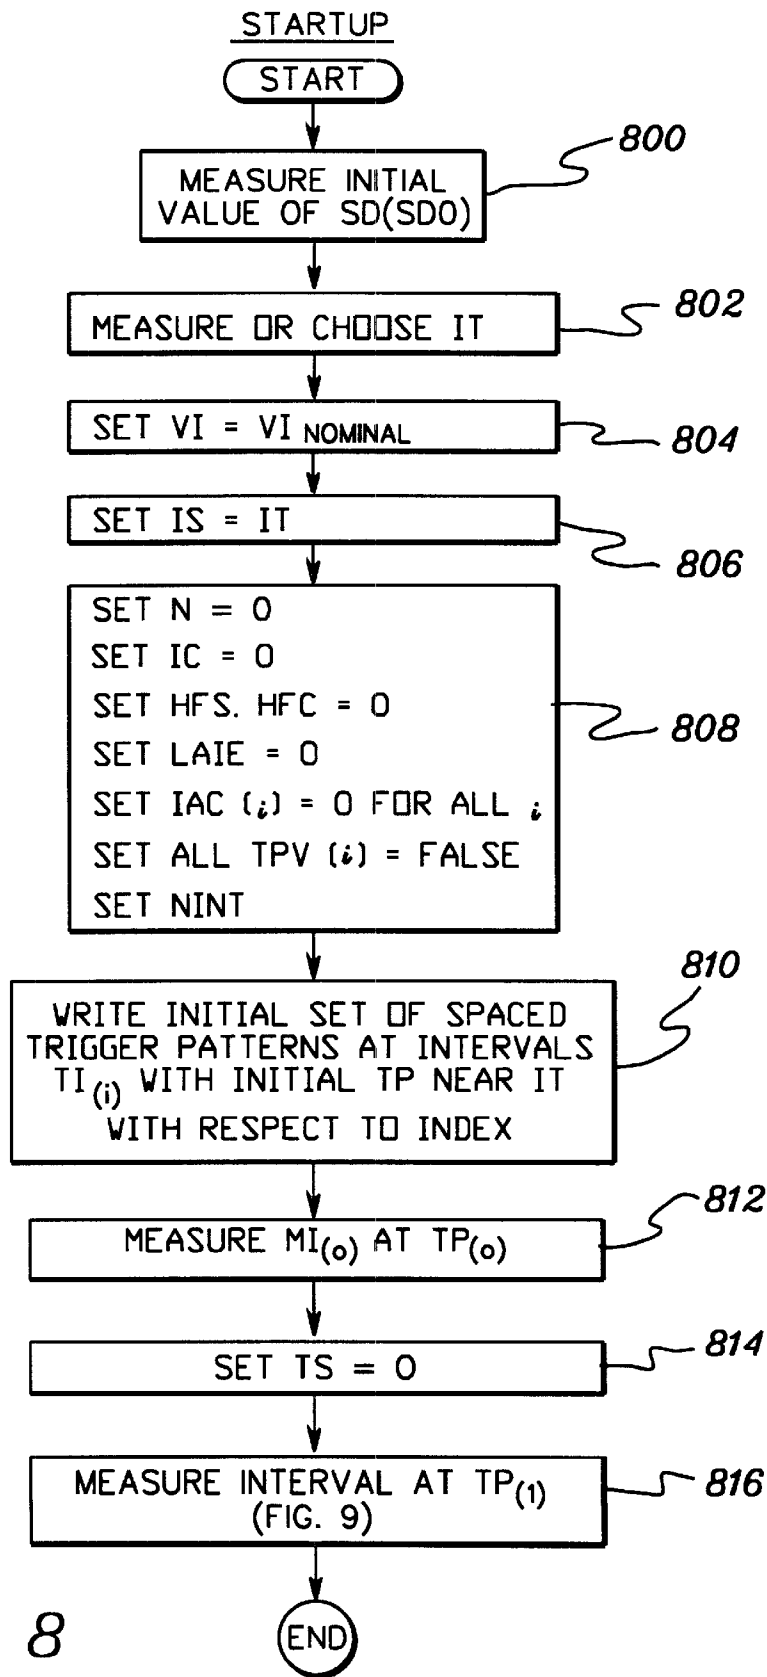 STARTUP
START
800
MEASURE INITIAL
VALUE OF SD(SD0)
802
MEASURE OR CHOOSE IT
SET VI = VI NOMINAL
804
SET IS = IT
806
SET N = 0
SET IC = 0
SET HFS. HFC = 0
808
SET LAIE = 0
SET IAC (i) = 0 FOR ALL i
SET ALL TPV (i) = FALSE
SET NINT
810
WRITE INITIAL SET OF SPACED
TRIGGER PATTERNS AT INTERVALS
TI(i) WITH INITIAL TP NEAR IT
WITH RESPECT TO INDEX
812
MEASURE MI(o) AT TP(o)
814
SET TS = 0
MEASURE INTERVAL AT TP(1)
816
(FIG. 9)
8
END